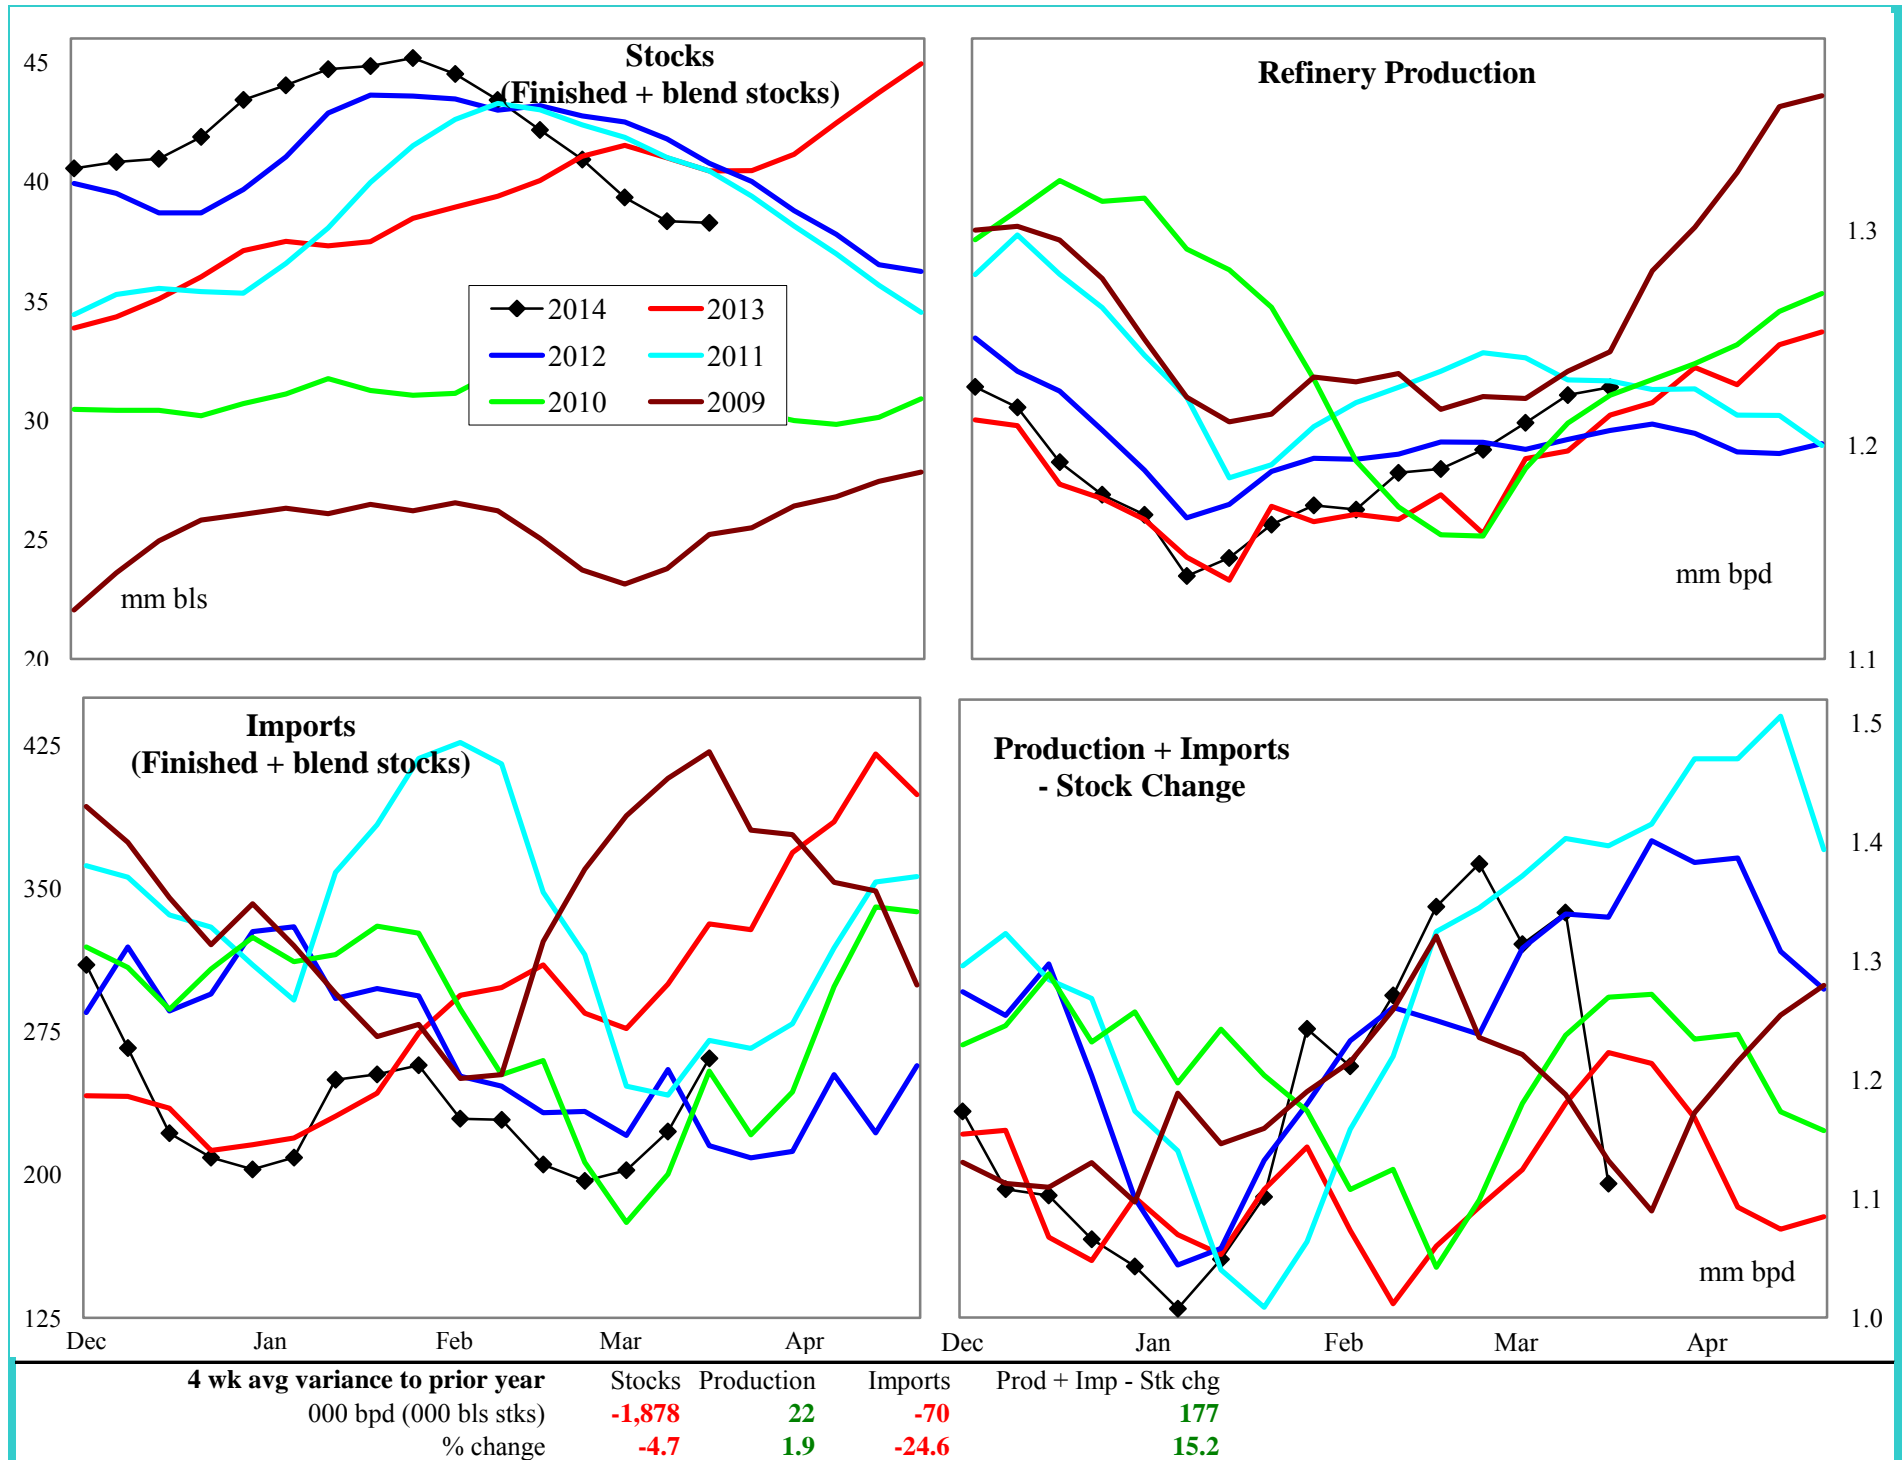 Stocks
(Finished + blend stocks)
45
40
35
30
25
20
2014
2013
2012
2011
2010
2009
mm bls
Refinery Production
1.3
1.2
1.1
mm bpd
Imports
(Finished + blend stocks)
425
350
275
200
125
Dec Jan Feb Mar Apr
Production + Imports
- Stock Change
1.5
1.4
1.3
1.2
1.1
1.0
mm bpd
Dec Jan Feb Mar Apr
4 wk avg variance to prior year Stocks Production Imports Prod + Imp - Stk chg
000 bpd (000 bls stks) -1,878 22 -70 177
% change -4.7 1.9 -24.6 15.2